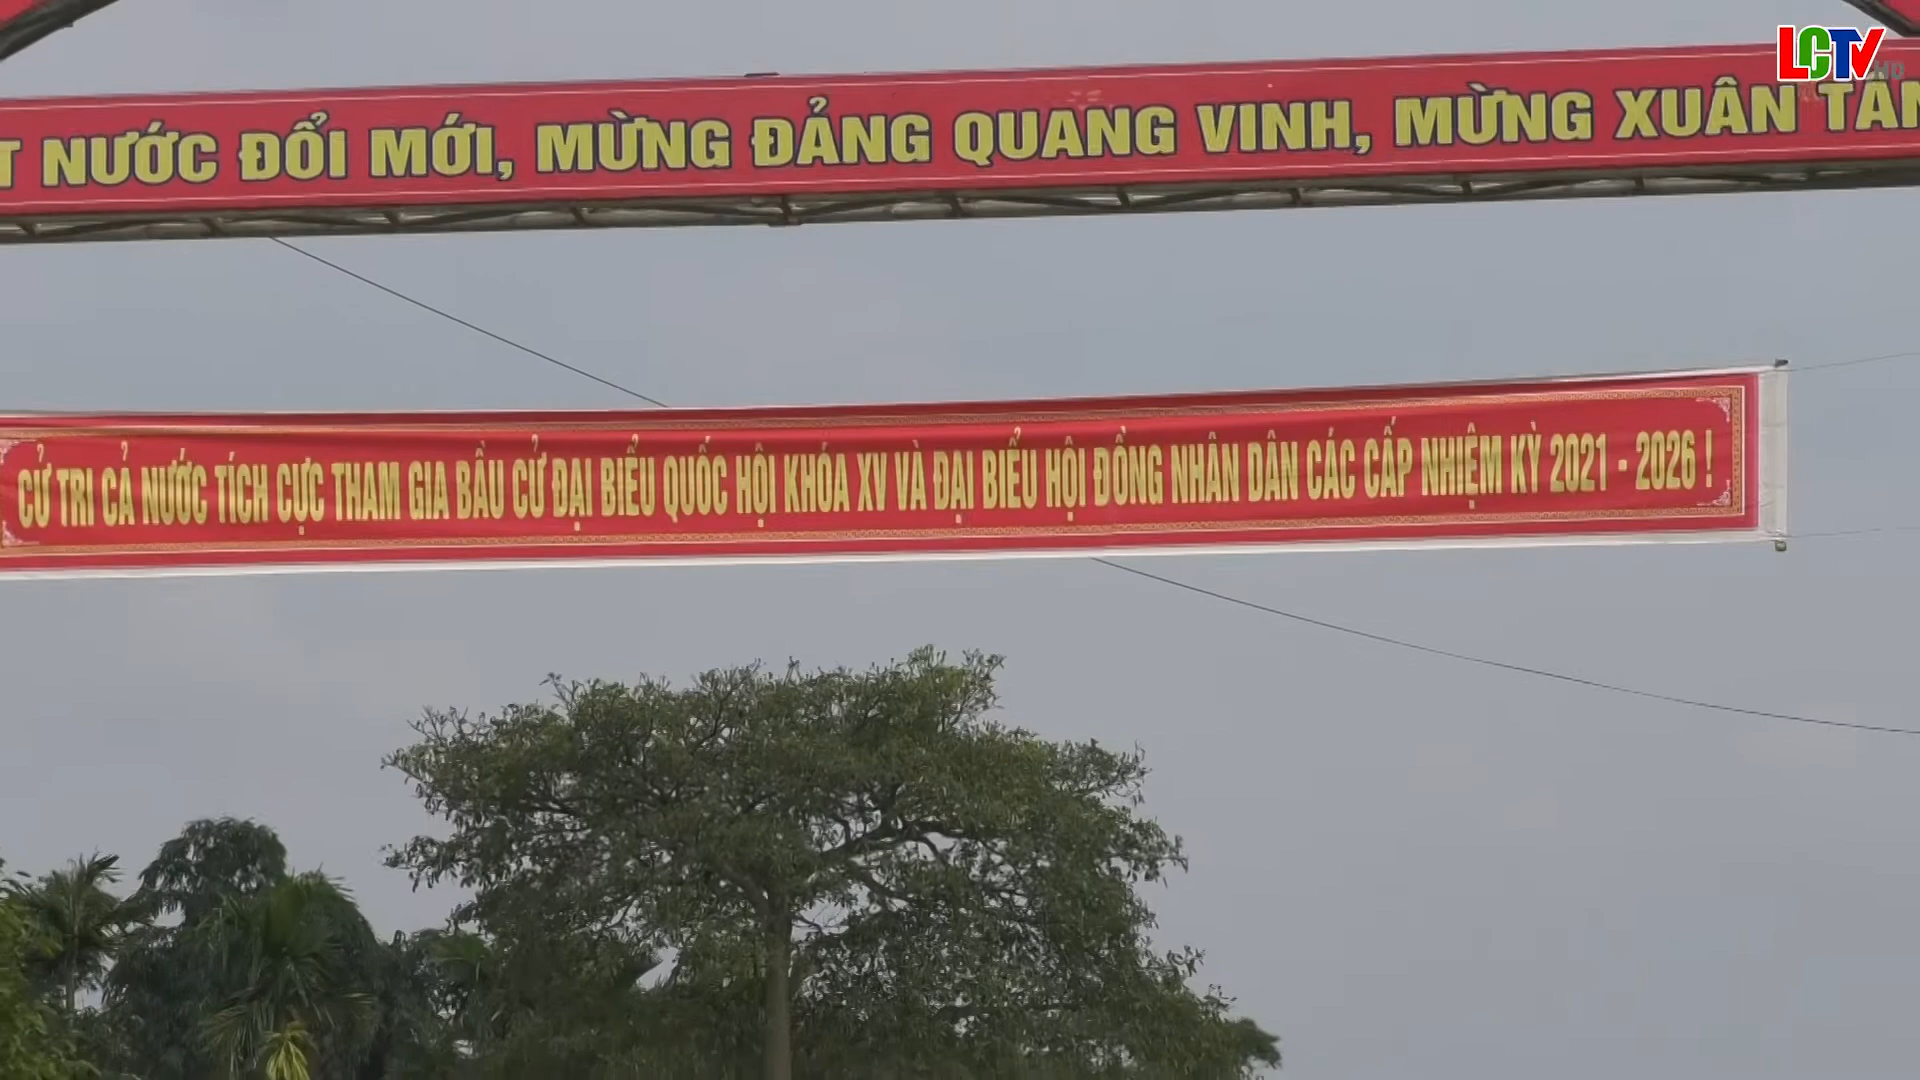 LCTV HD
NƯỚC ĐỔI MỚI, MỪNG ĐẢNG QUANG VINH, MỪNG XUÂN
CỬ TRI CẢ NƯỚC TÍCH CỰC THAM GIA BẦU CỬ ĐẠI BIỂU QUỐC HỘI KHÓA XV VÀ ĐẠI BIỂU HỘI ĐỒNG NHÂN DÂN CÁC CẤP NHIỆM KỲ 2021 - 2026 !